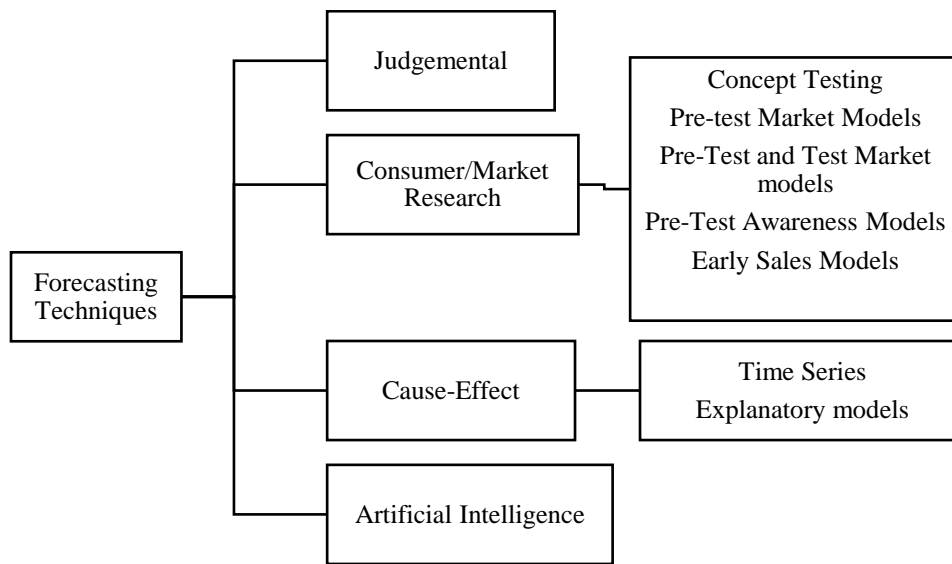 Forecasting
Techniques
Judgemental
Consumer/Market
Research
Concept Testing
Pre-test Market Models
Pre-Test and Test Market
models
Pre-Test Awareness Models
Early Sales Models
Cause-Effect
Time Series
Explanatory models
Artificial Intelligence